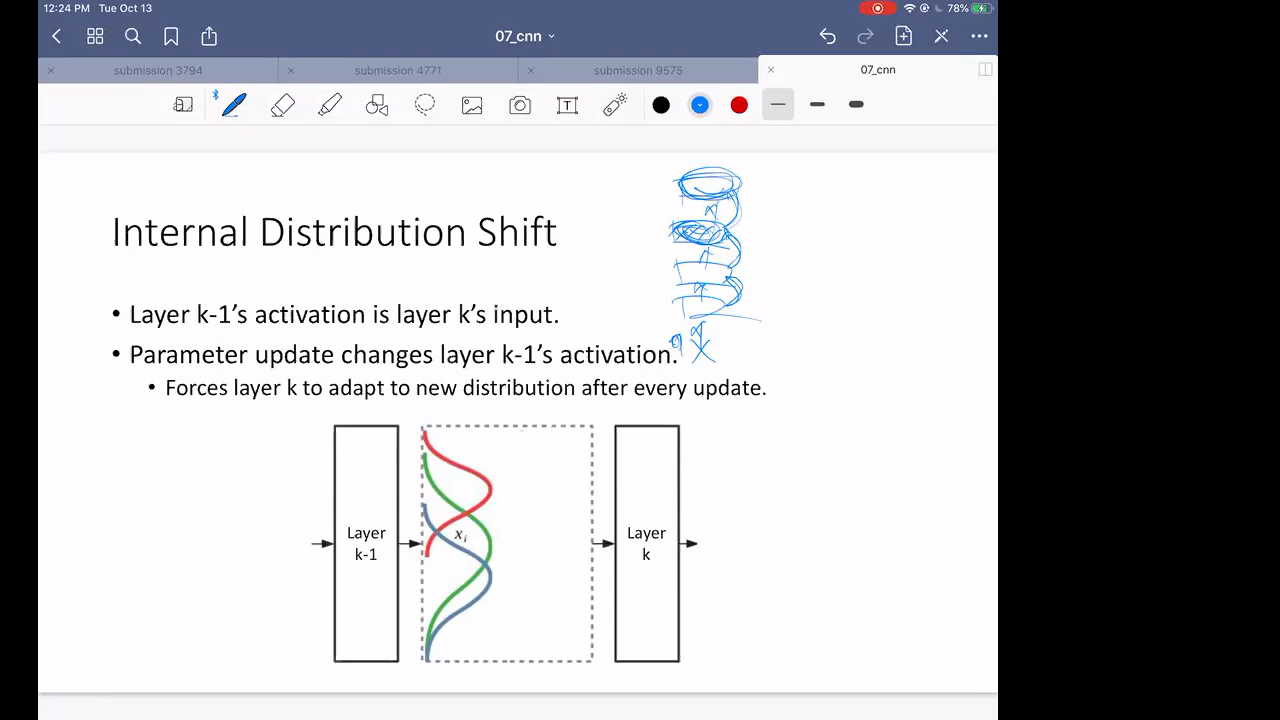 12:24 PM Tue Oct 13
78%
07_cnn
submission 3794
submission 4771
submission 9575
07_cnn
T
Internal Distribution Shift
• Layer k-1's activation is layer k's input.
• Parameter update changes layer k-1's activation.
• Forces layer k to adapt to new distribution after every update.
Layer
k-1
xᵢ
Layer
k
X